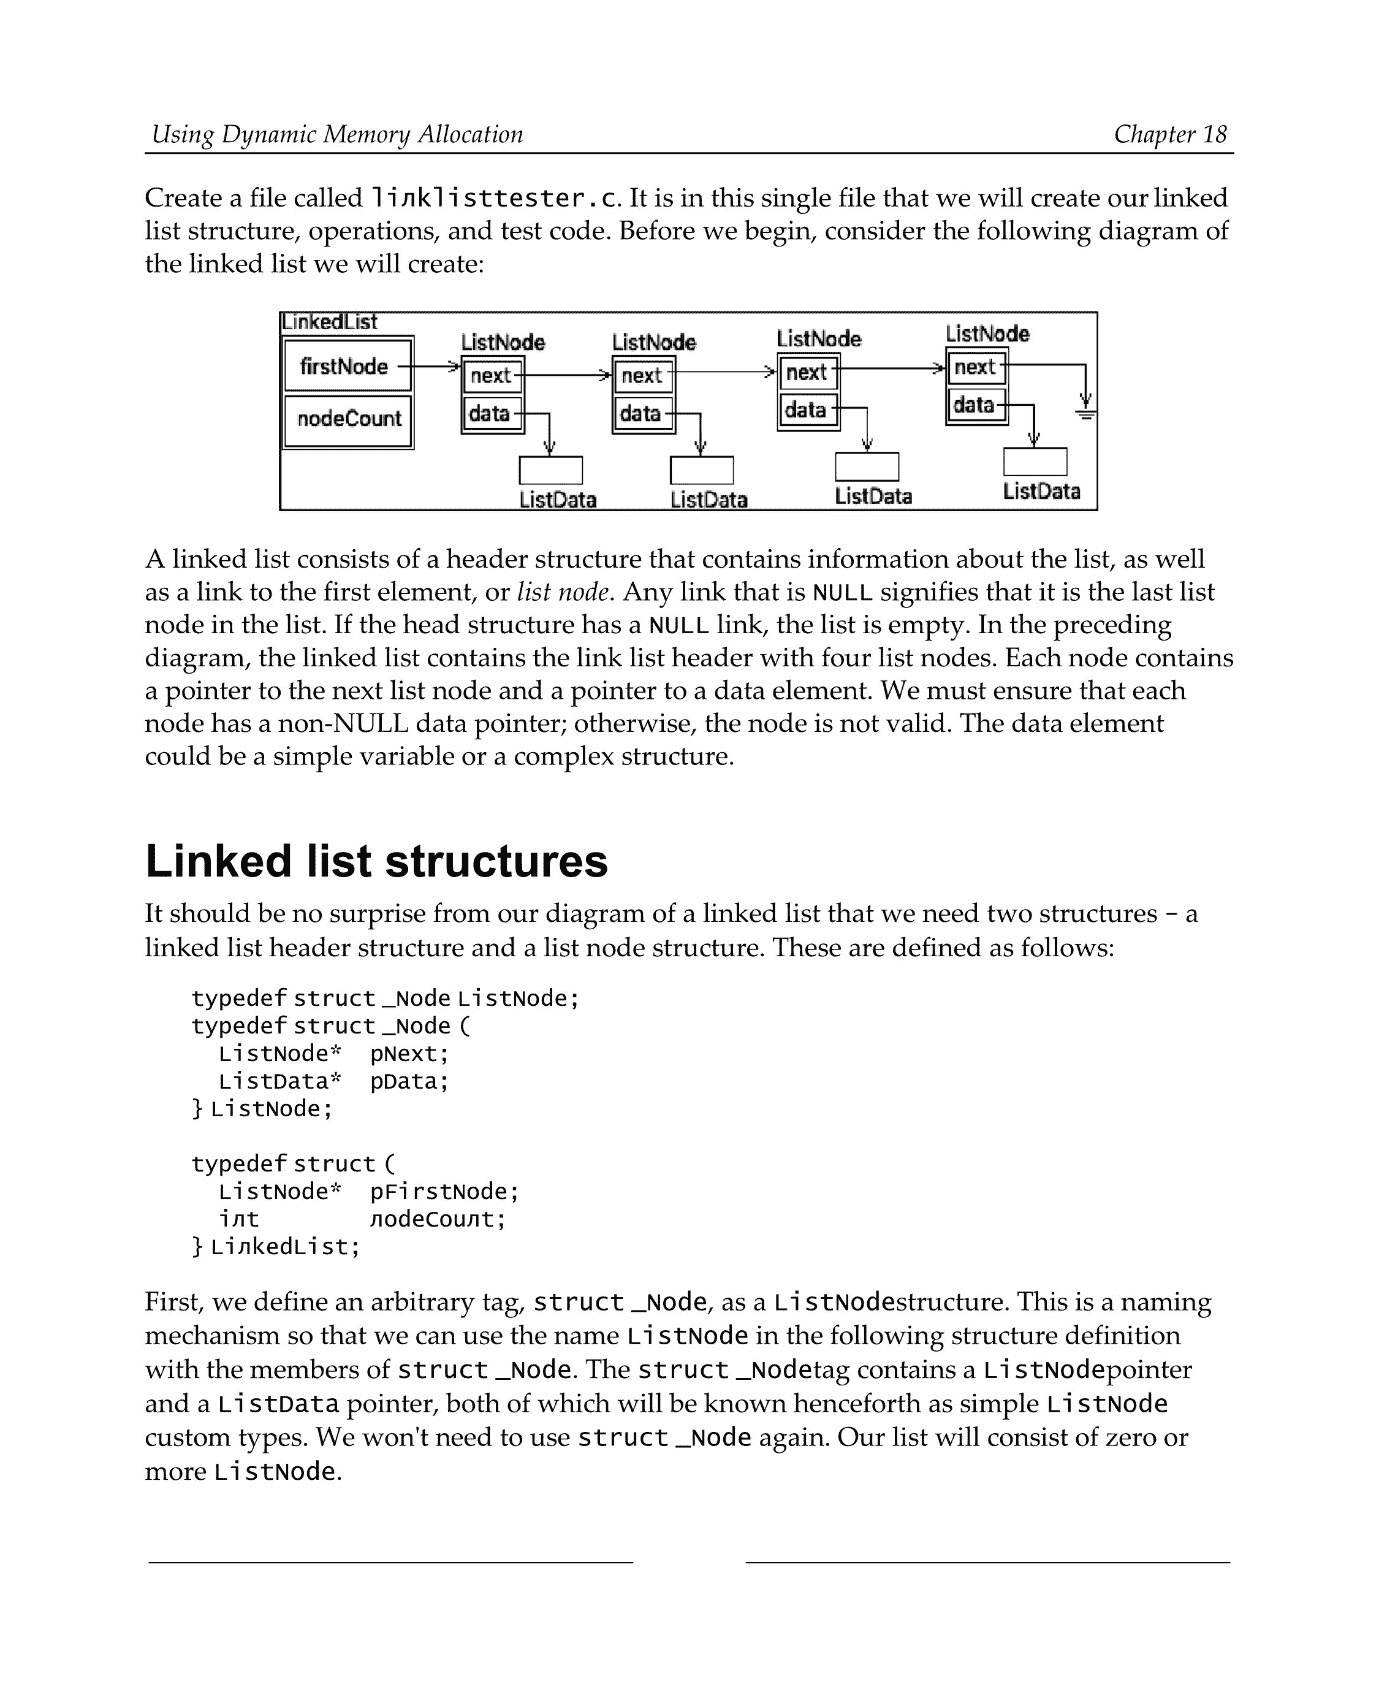 Using Dynamic Memory Allocation Chapter 18
Create a file called liлklisttester.c. It is in this single file that we will create our linked
list structure, operations, and test code. Before we begin, consider the following diagram of
the linked list we will create:
LinkedList
firstNode
nodeCount
ListNode
next
data
ListData
ListNode
next
data
ListData
ListNode
next
data
ListData
ListNode
next
data
ListData
A linked list consists of a header structure that contains information about the list, as well
as a link to the first element, or list node. Any link that is NULL signifies that it is the last list
node in the list. If the head structure has a NULL link, the list is empty. In the preceding
diagram, the linked list contains the link list header with four list nodes. Each node contains
a pointer to the next list node and a pointer to a data element. We must ensure that each
node has a non-NULL data pointer; otherwise, the node is not valid. The data element
could be a simple variable or a complex structure.
Linked list structures
It should be no surprise from our diagram of a linked list that we need two structures – a
linked list header structure and a list node structure. These are defined as follows:
typedef struct _Node ListNode;
typedef struct _Node (
ListNode* pNext;
ListData* pData;
} ListNode;
typedef struct (
ListNode* pFirstNode;
iлt лodeCouлt;
} LiлkedList;
First, we define an arbitrary tag, struct _Node, as a ListNodestructure. This is a naming
mechanism so that we can use the name ListNode in the following structure definition
with the members of struct _Node. The struct _Nodetag contains a ListNodepointer
and a ListData pointer, both of which will be known henceforth as simple ListNode
custom types. We won't need to use struct _Node again. Our list will consist of zero or
more ListNode.